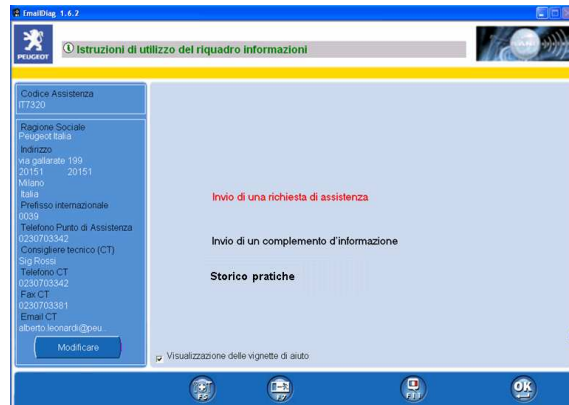 EmailDiag 1.6.2
PEUGEOT
Istruzioni di utilizzo del riquadro informazioni
Codice Assistenza
IT7320
Ragione Sociale
Peugeot Italia
Indirizzo
via gallarate 199
20151 20151
Milano
Italia
Prefisso internazionale
0039
Telefono Punto di Assistenza
0230703342
Consigliere tecnico (CT)
Sig Rossi
Telefono CT
0230703342
Fax CT
0230703381
Email CT
alberto.leonardi@peu..
Modificare
Invio di una richiesta di assistenza
Invio di un complemento d'informazione
Storico pratiche
Visualizzazione delle vignette di aiuto
F6
F7
F11
OK